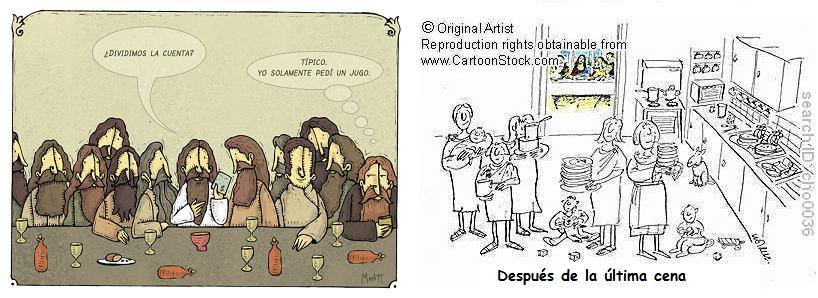 ¿DIVIDIMOS LA CUENTA?
TÍPICO.
YO SOLAMENTE PEDÍ UN JUGO.
MONTT
© Original Artist
Reproduction rights obtainable from
www.CartoonStock.com
search ID: cho0036
Después de la última cena